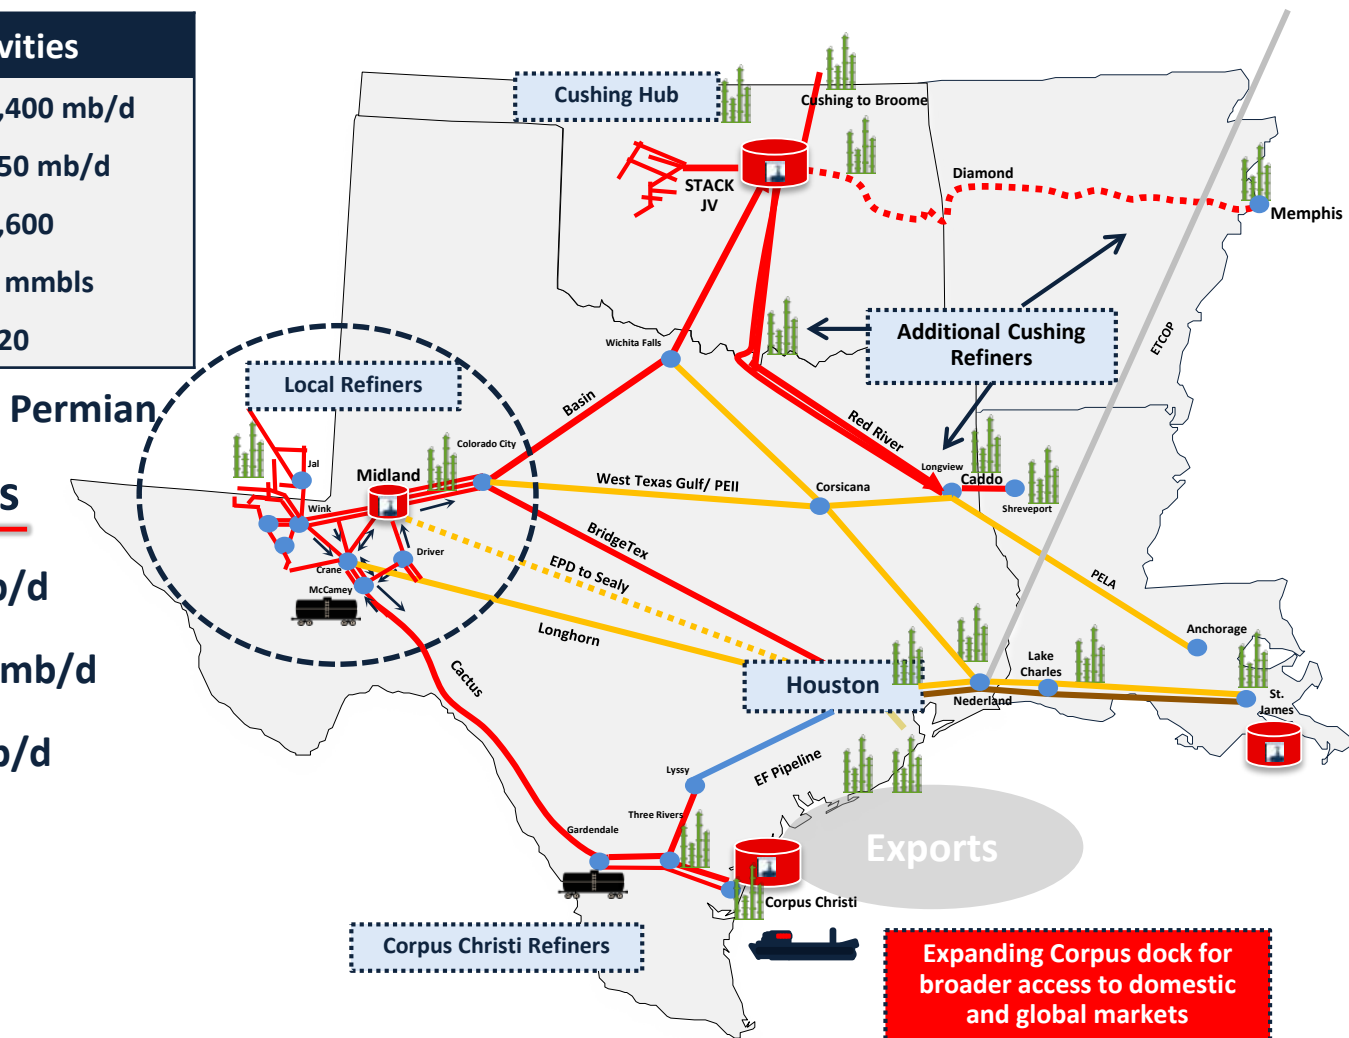 vities
,400 mb/d
50 mb/d
,600
mmbls
20
Permian
s
b/d
mb/d
b/d
Cushing Hub
Cushing to Broome
STACK
JV
Diamond
Memphis
Additional Cushing
Refiners
ETCOP
Wichita Falls
Local Refiners
Basin
Colorado City
Red River
Jal
Midland
Longview
Caddo
Shreveport
West Texas Gulf/ PEII
Corsicana
Wink
BridgeTex
Driver
Crane
EPD to Sealy
McCamey
PELA
Longhorn
Anchorage
Cactus
Houston
Lake
Charles
Nederland
St.
James
Lyssy
EF Pipeline
Three Rivers
Gardendale
Exports
Corpus Christi
Corpus Christi Refiners
Expanding Corpus dock for
broader access to domestic
and global markets